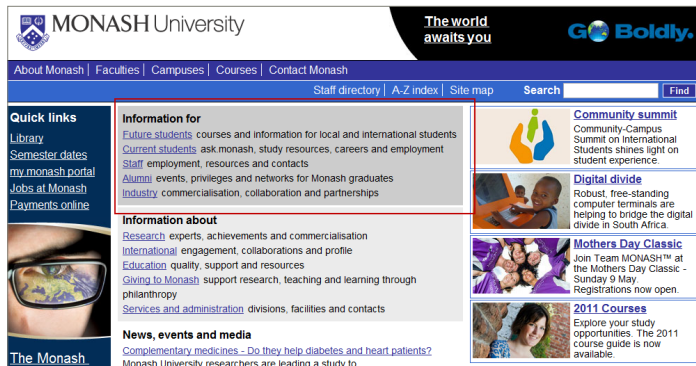 MONASH University
The world
awaits you
GO Boldly.
About Monash | Faculties | Campuses | Courses | Contact Monash
Staff directory | A-Z index | Site map
Search
Find
Quick links
Library
Semester dates
my.monash portal
Jobs at Monash
Payments online
The Monash
Information for
Future students courses and information for local and international students
Current students ask.monash, study resources, careers and employment
Staff employment, resources and contacts
Alumni events, privileges and networks for Monash graduates
Industry commercialisation, collaboration and partnerships
Information about
Research experts, achievements and commercialisation
International engagement, collaborations and profile
Education quality, support and resources
Giving to Monash support research, teaching and learning through
philanthropy
Services and administration divisions, facilities and contacts
News, events and media
Complementary medicines - Do they help diabetes and heart patients?
Monash University researchers are leading a study to
Community summit
Community-Campus
Summit on International
Students shines light on
student experience.
Digital divide
Robust, free-standing
computer terminals are
helping to bridge the digital
divide in South Africa.
Mothers Day Classic
Join Team MONASH™ at
the Mothers Day Classic -
Sunday 9 May.
Registrations now open.
2011 Courses
Explore your study
opportunities. The 2011
course guide is now
available.